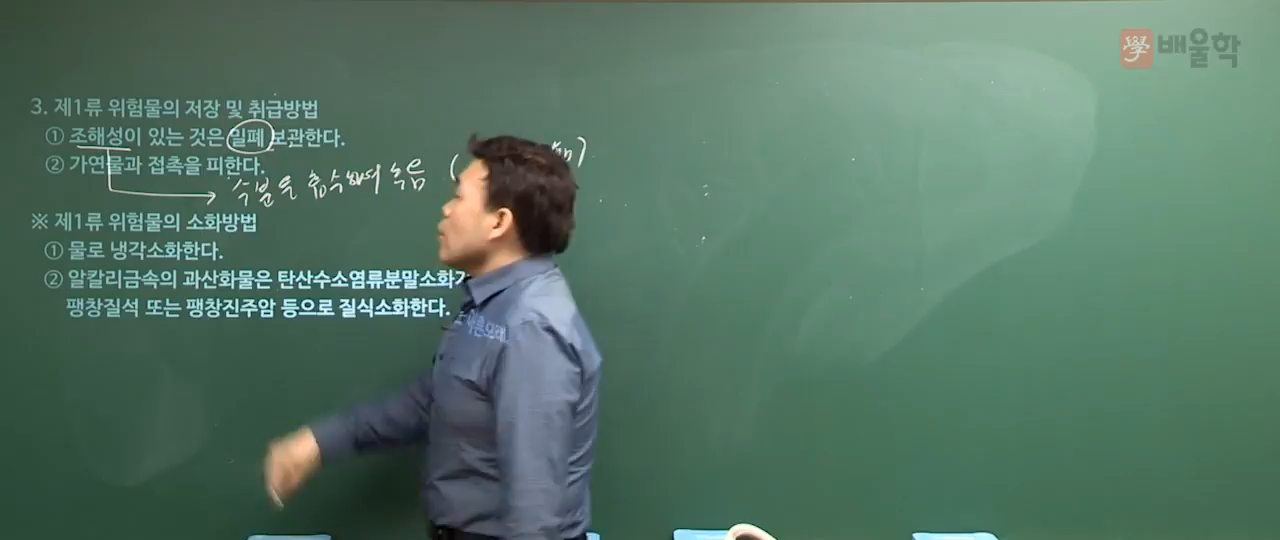 學 배울학
3. 제1류 위험물의 저장 및 취급방법
① 조해성이 있는 것은 밀폐 보관한다.
② 가연물과 접촉을 피한다.
수분을 흡수하여 녹음 (
※ 제1류 위험물의 소화방법
① 물로 냉각소화한다.
② 알칼리금속의 과산화물은 탄산수소염류분말소화
팽창질석 또는 팽창진주암 등으로 질식소화한다.